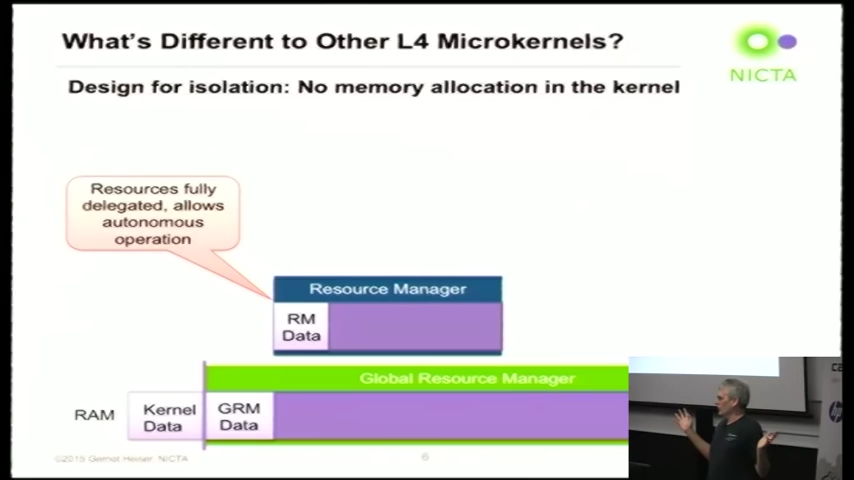 What's Different to Other L4 Microkernels?
NICTA
Design for isolation: No memory allocation in the kernel
Resources fully
delegated, allows
autonomous
operation
Resource Manager
RM
Data
Global Resource Manager
RAM
Kernel
Data
GRM
Data
©2015 Gernot Heiser NICTA
6